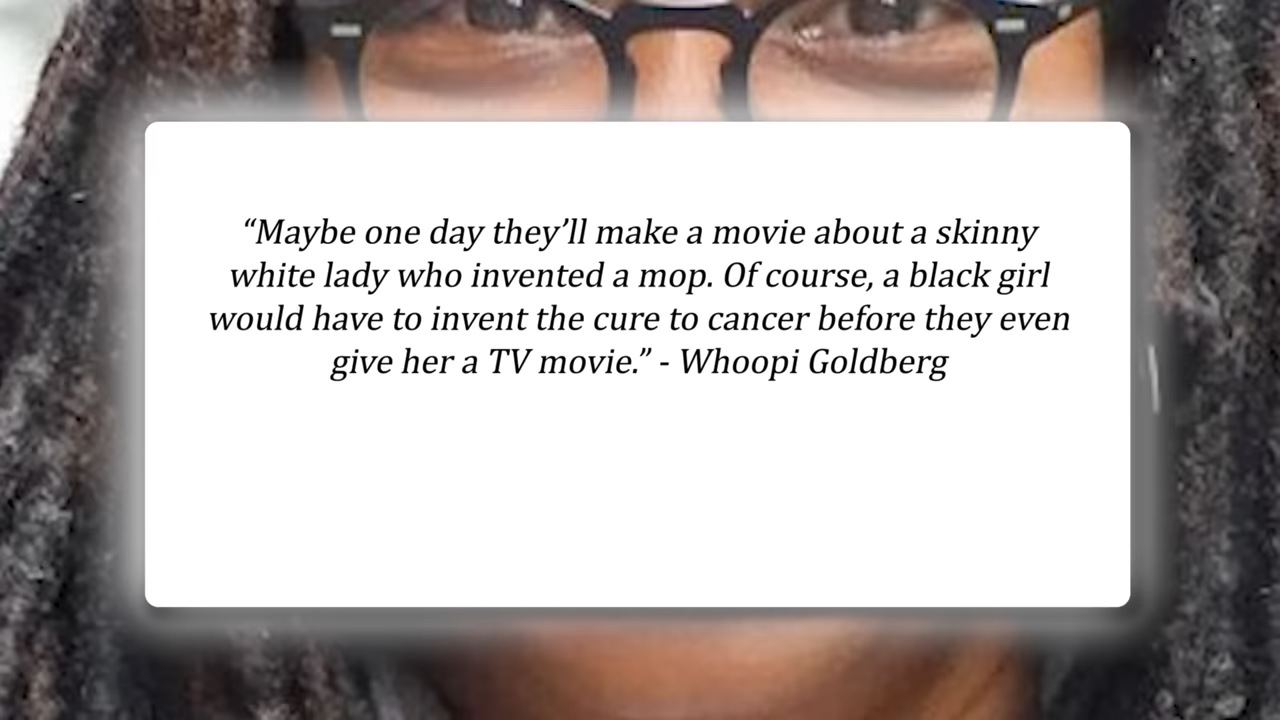 “Maybe one day they’ll make a movie about a skinny
white lady who invented a mop. Of course, a black girl
would have to invent the cure to cancer before they even
give her a TV movie.” - Whoopi Goldberg